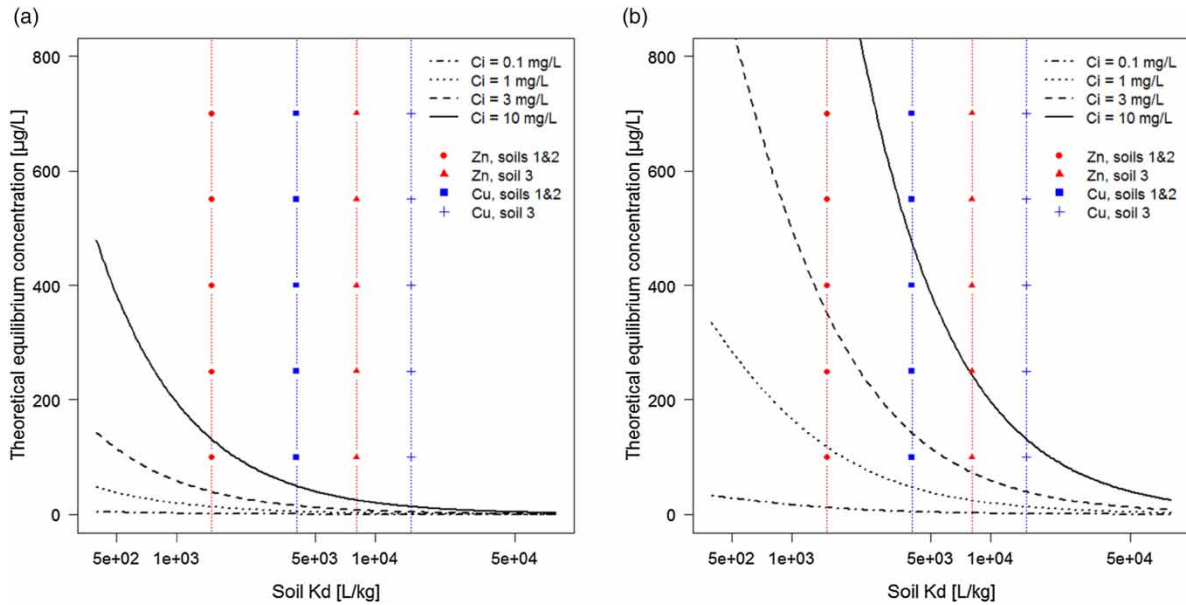 (a)
Theoretical equilibrium concentration [µg/L]
800
600
400
200
0
5e+02 1e+03 5e+03 1e+04 5e+04
Soil Kd [L/kg]
Ci = 0.1 mg/L
Ci = 1 mg/L
Ci = 3 mg/L
Ci = 10 mg/L
Zn, soils 1&2
Zn, soil 3
Cu, soils 1&2
Cu, soil 3
(b)
Theoretical equilibrium concentration [µg/L]
800
600
400
200
0
5e+02 1e+03 5e+03 1e+04 5e+04
Soil Kd [L/kg]
Ci = 0.1 mg/L
Ci = 1 mg/L
Ci = 3 mg/L
Ci = 10 mg/L
Zn, soils 1&2
Zn, soil 3
Cu, soils 1&2
Cu, soil 3